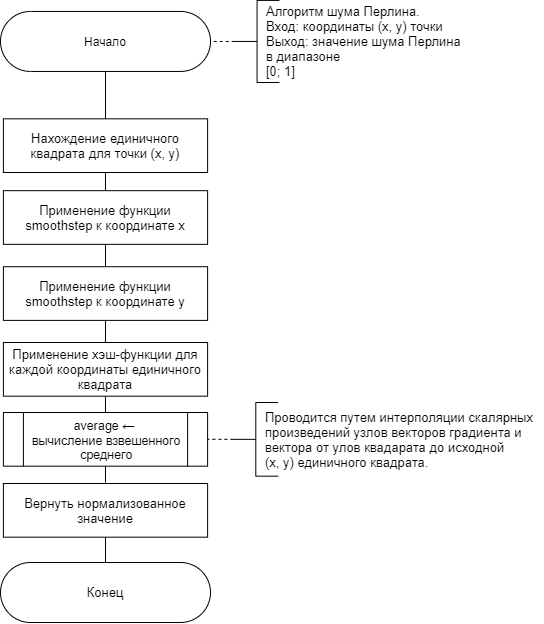 Начало
Алгоритм шума Перлина.
Вход: координаты (x, y) точки
Выход: значение шума Перлина
в диапазоне
[0; 1]
Нахождение единичного
квадрата для точки (x, y)
Применение функции
smoothstep к координате x
Применение функции
smoothstep к координате y
Применение хэш-функции для
каждой координаты единичного
квадрата
average ←
вычисление взвешенного
среднего
Проводится путем интерполяции скалярных
произведений узлов векторов градиента и
вектора от улов квадарата до исходной
(x, y) единичного квадрата.
Вернуть нормализованное
значение
Конец